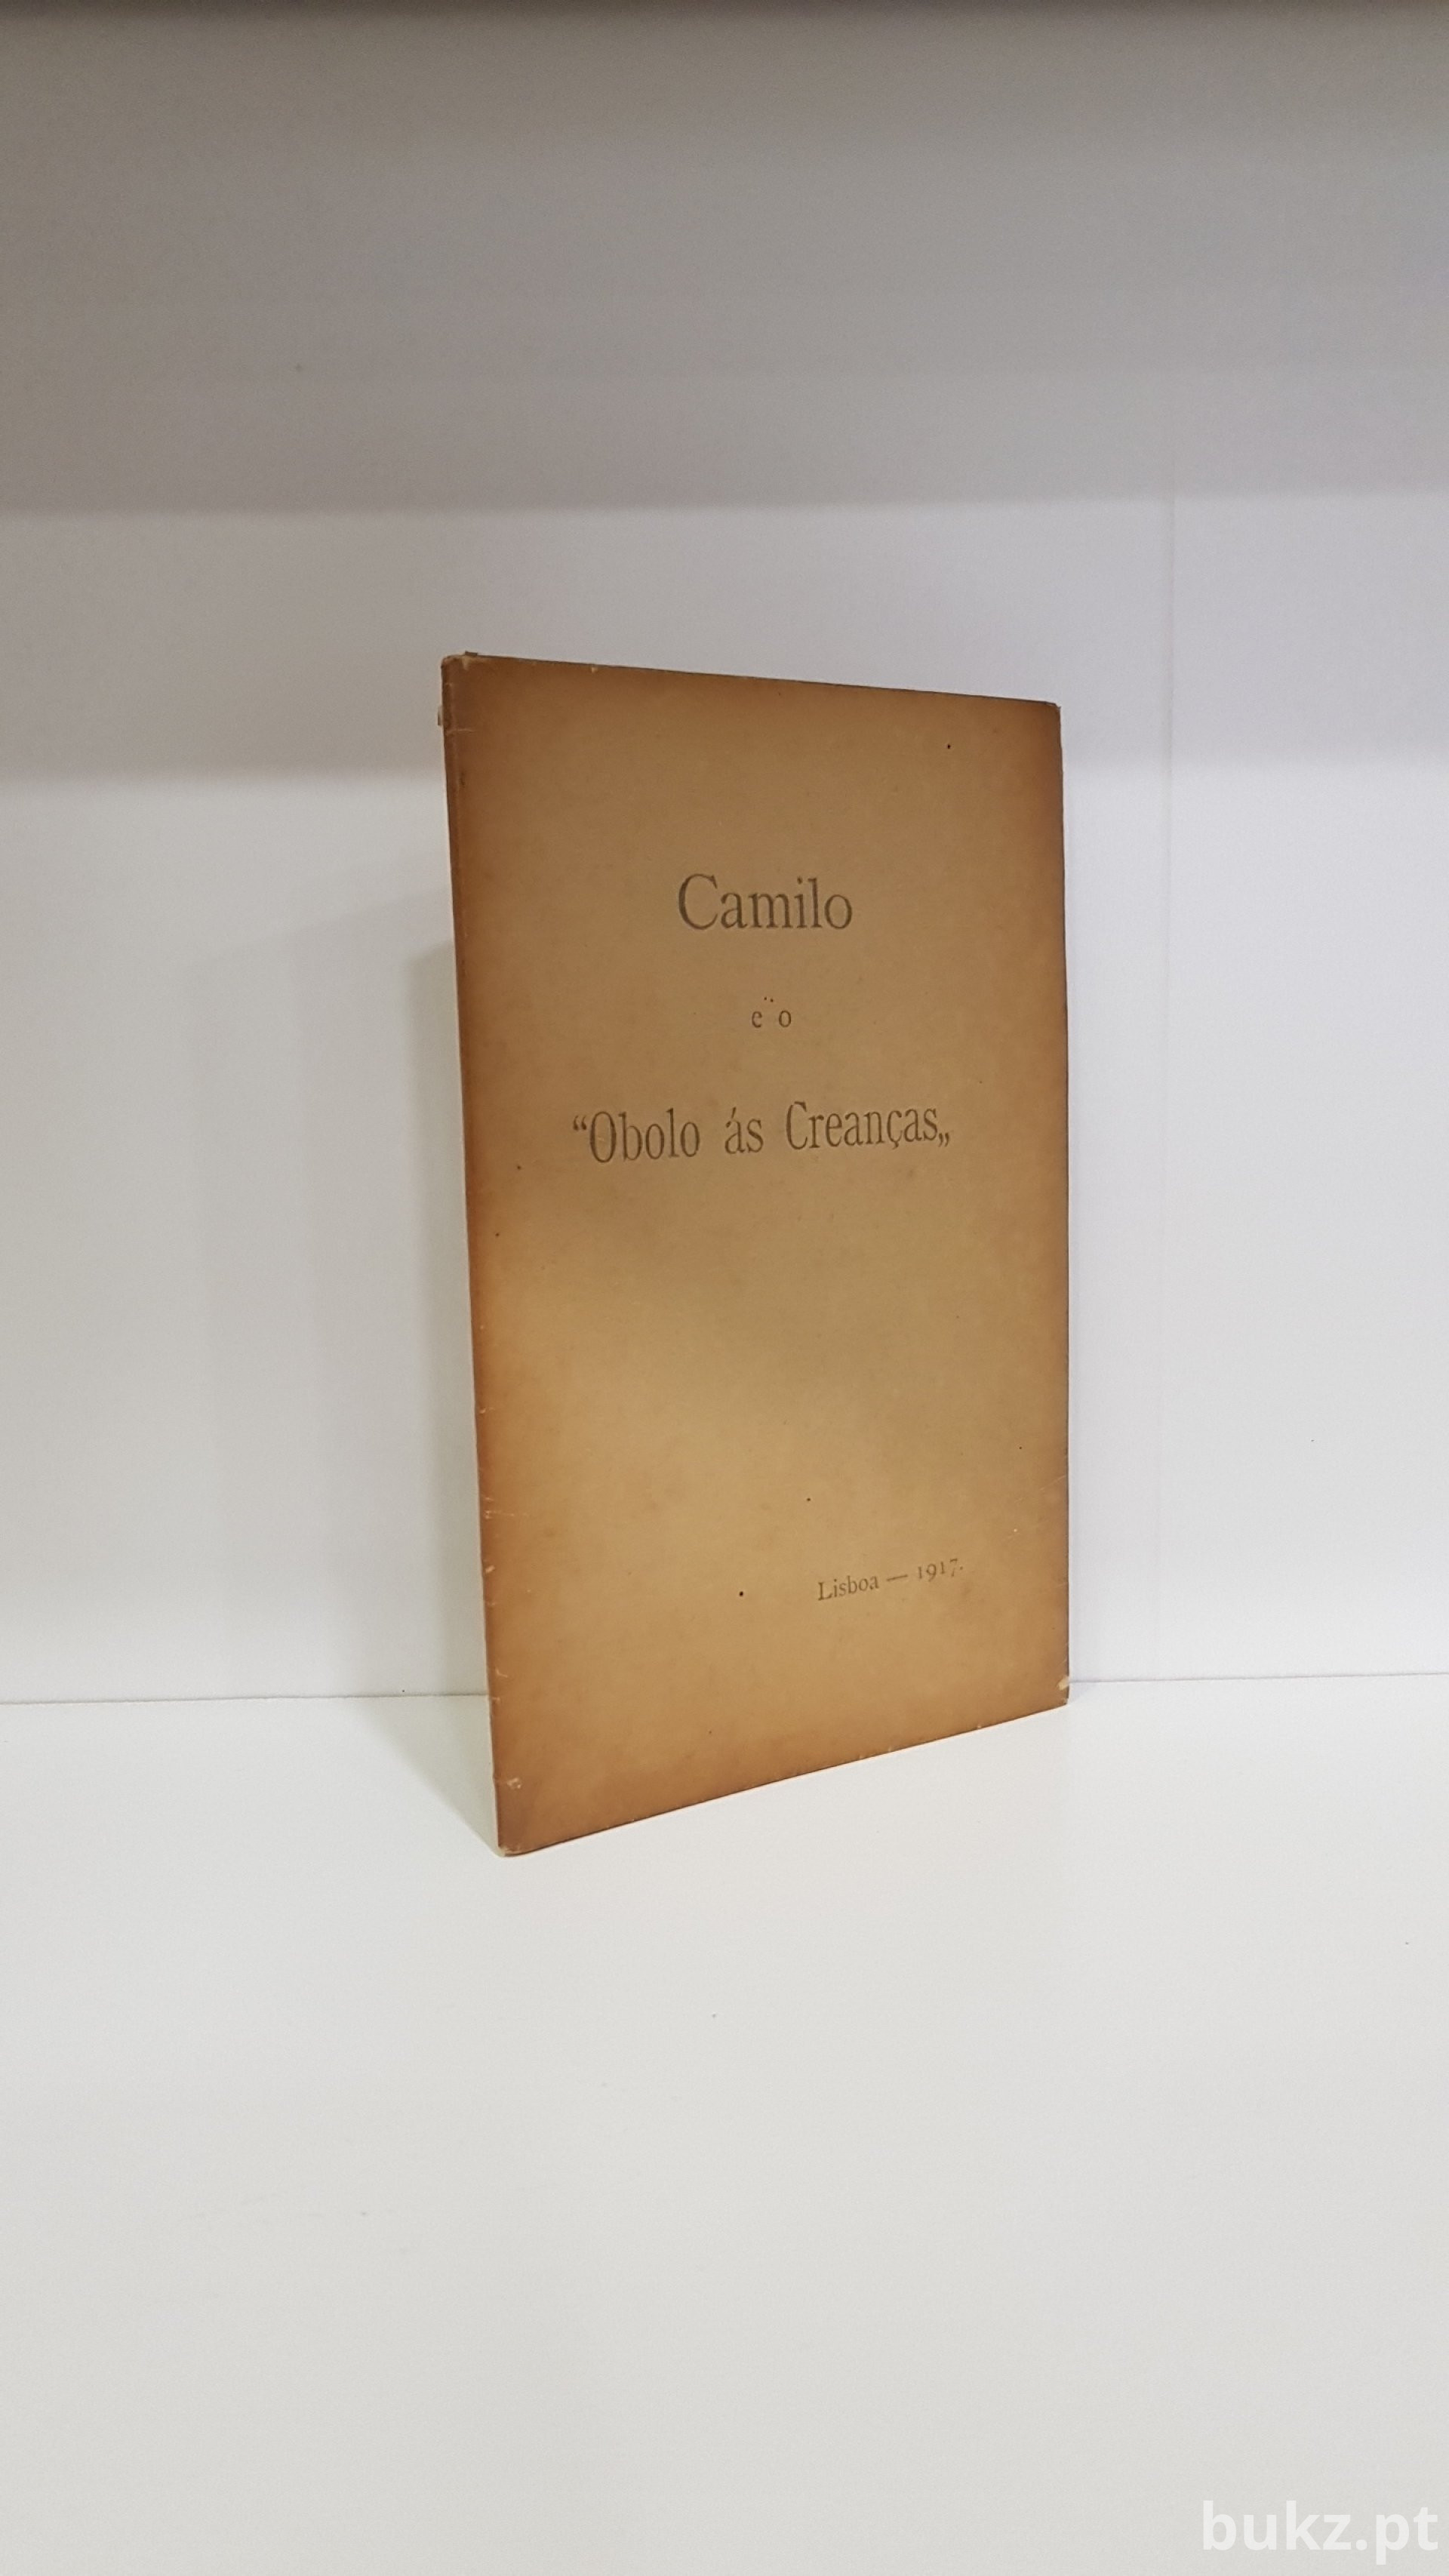 Camilo
e o
“Obolo ás Creanças„
Lisboa — 1917.
bukz.pt